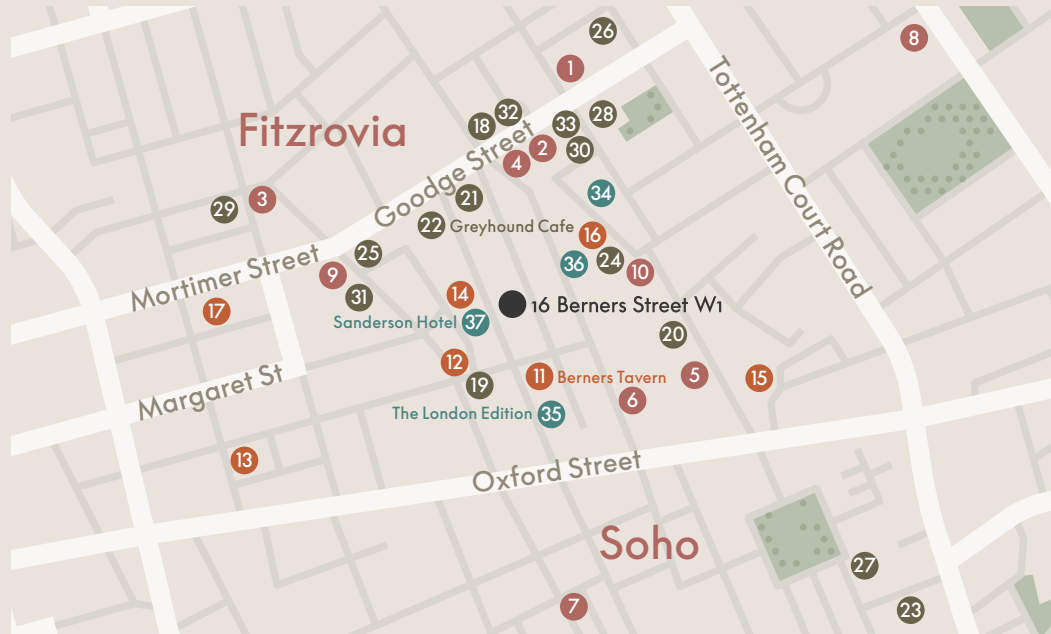 26
8
1
Tottenham Court Road
32
28
33
18
Fitzrovia
2
30
4
Goodge Street
34
21
3
29
22 Greyhound Cafe
16
25
36
24
10
9
Mortimer Street
14
31
16 Berners Street W1
17
Sanderson Hotel 37
20
12
11 Berners Tavern
5
15
Margaret St
19
6
The London Edition 35
13
Oxford Street
Soho
27
7
23